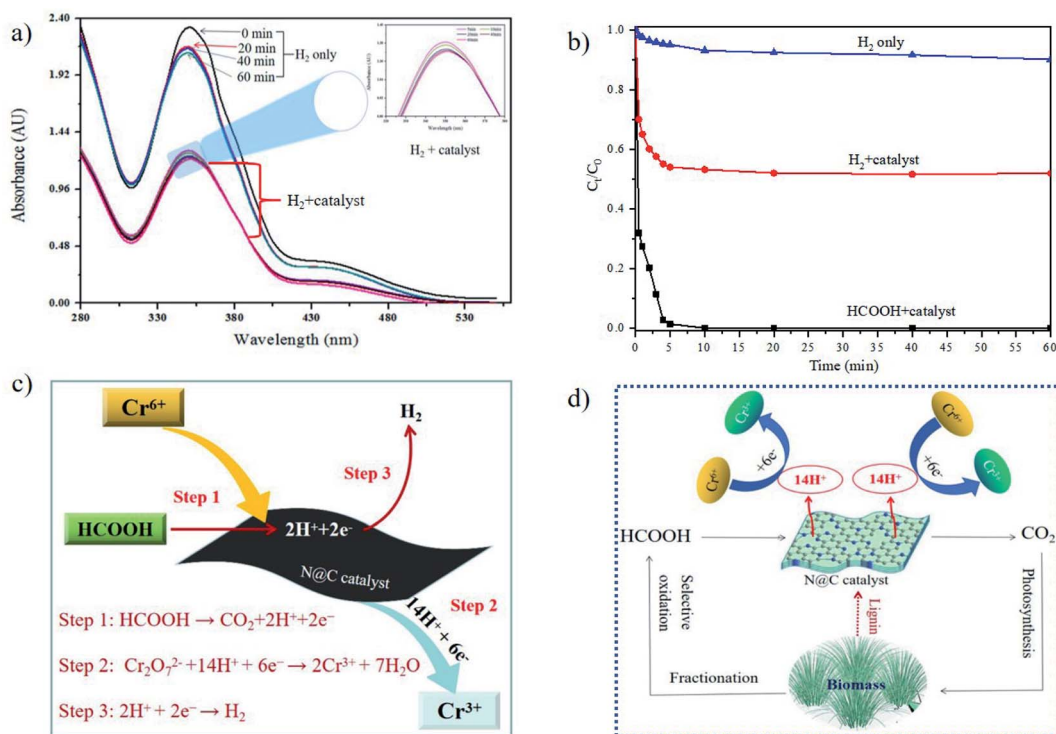 a)
2.40
1.92
1.44
0.96
0.48
0.00
Absorbance (AU)
280
330
380
430
480
530
Wavelength (nm)
0 min
20 min
40 min
60 min
H₂ only
H₂+catalyst
Absorbance (AU)
Wavelength (nm)
H₂ + catalyst
b)
1.0
0.8
0.6
0.4
0.2
0.0
Cₜ/C₀
H₂ only
H₂+catalyst
HCOOH+catalyst
0
5
10
15
20
25
30
35
40
45
50
55
60
Time (min)
c)
Cr⁶⁺
H₂
Step 3
Step 1
HCOOH
2H⁺+2e⁻
N@C catalyst
Step 2
14H⁺ + 6e⁻
Step 1: HCOOH → CO₂+2H⁺+2e⁻
Step 2: Cr₂O₇²⁻ +14H⁺ + 6e⁻ → 2Cr³⁺ + 7H₂O
Step 3: 2H⁺ + 2e⁻ → H₂
Cr³⁺
d)
Cr³⁺
Cr⁶⁺
Cr⁶⁺
+6e⁻
+6e⁻
Cr³⁺
14H⁺
14H⁺
HCOOH
CO₂
N@C catalyst
Selective
oxidation
Lignin
Photosynthesis
Fractionation
Biomass